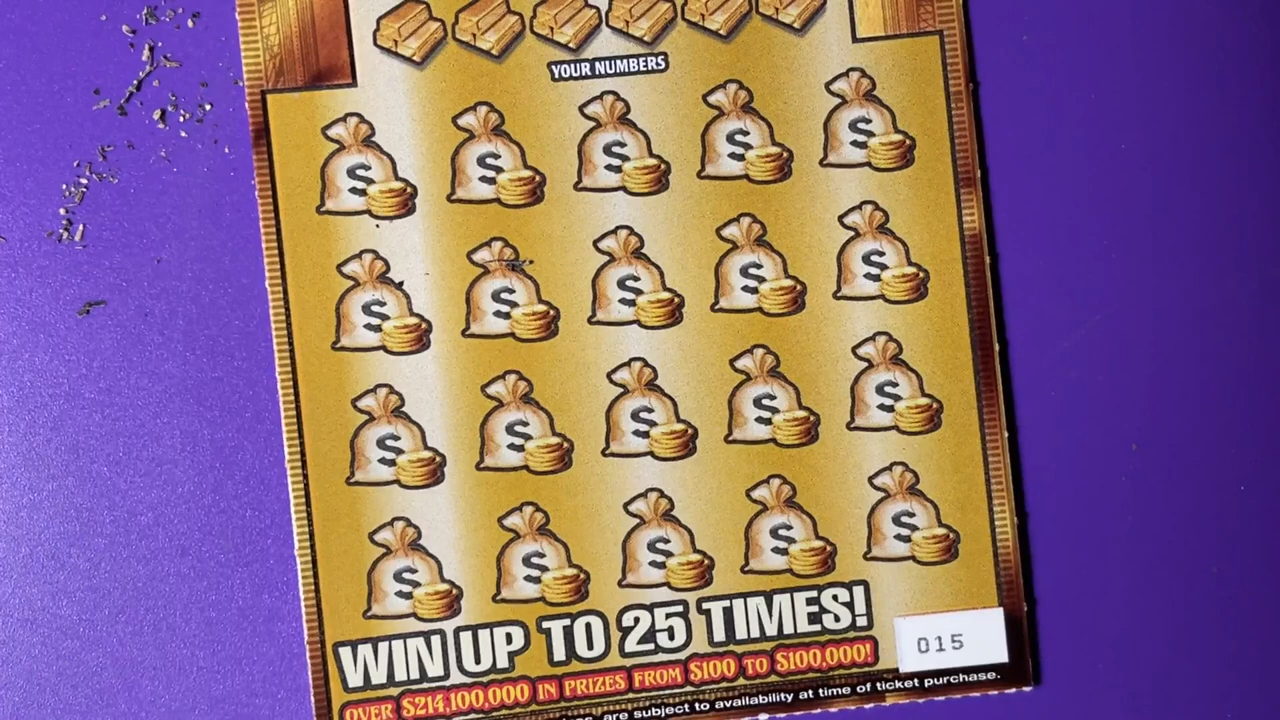 YOUR NUMBERS
WIN UP TO 25 TIMES!
015
OVER $214,100,000 IN PRIZES FROM $100 TO $100,000!
are subject to availability at time of ticket purchase.